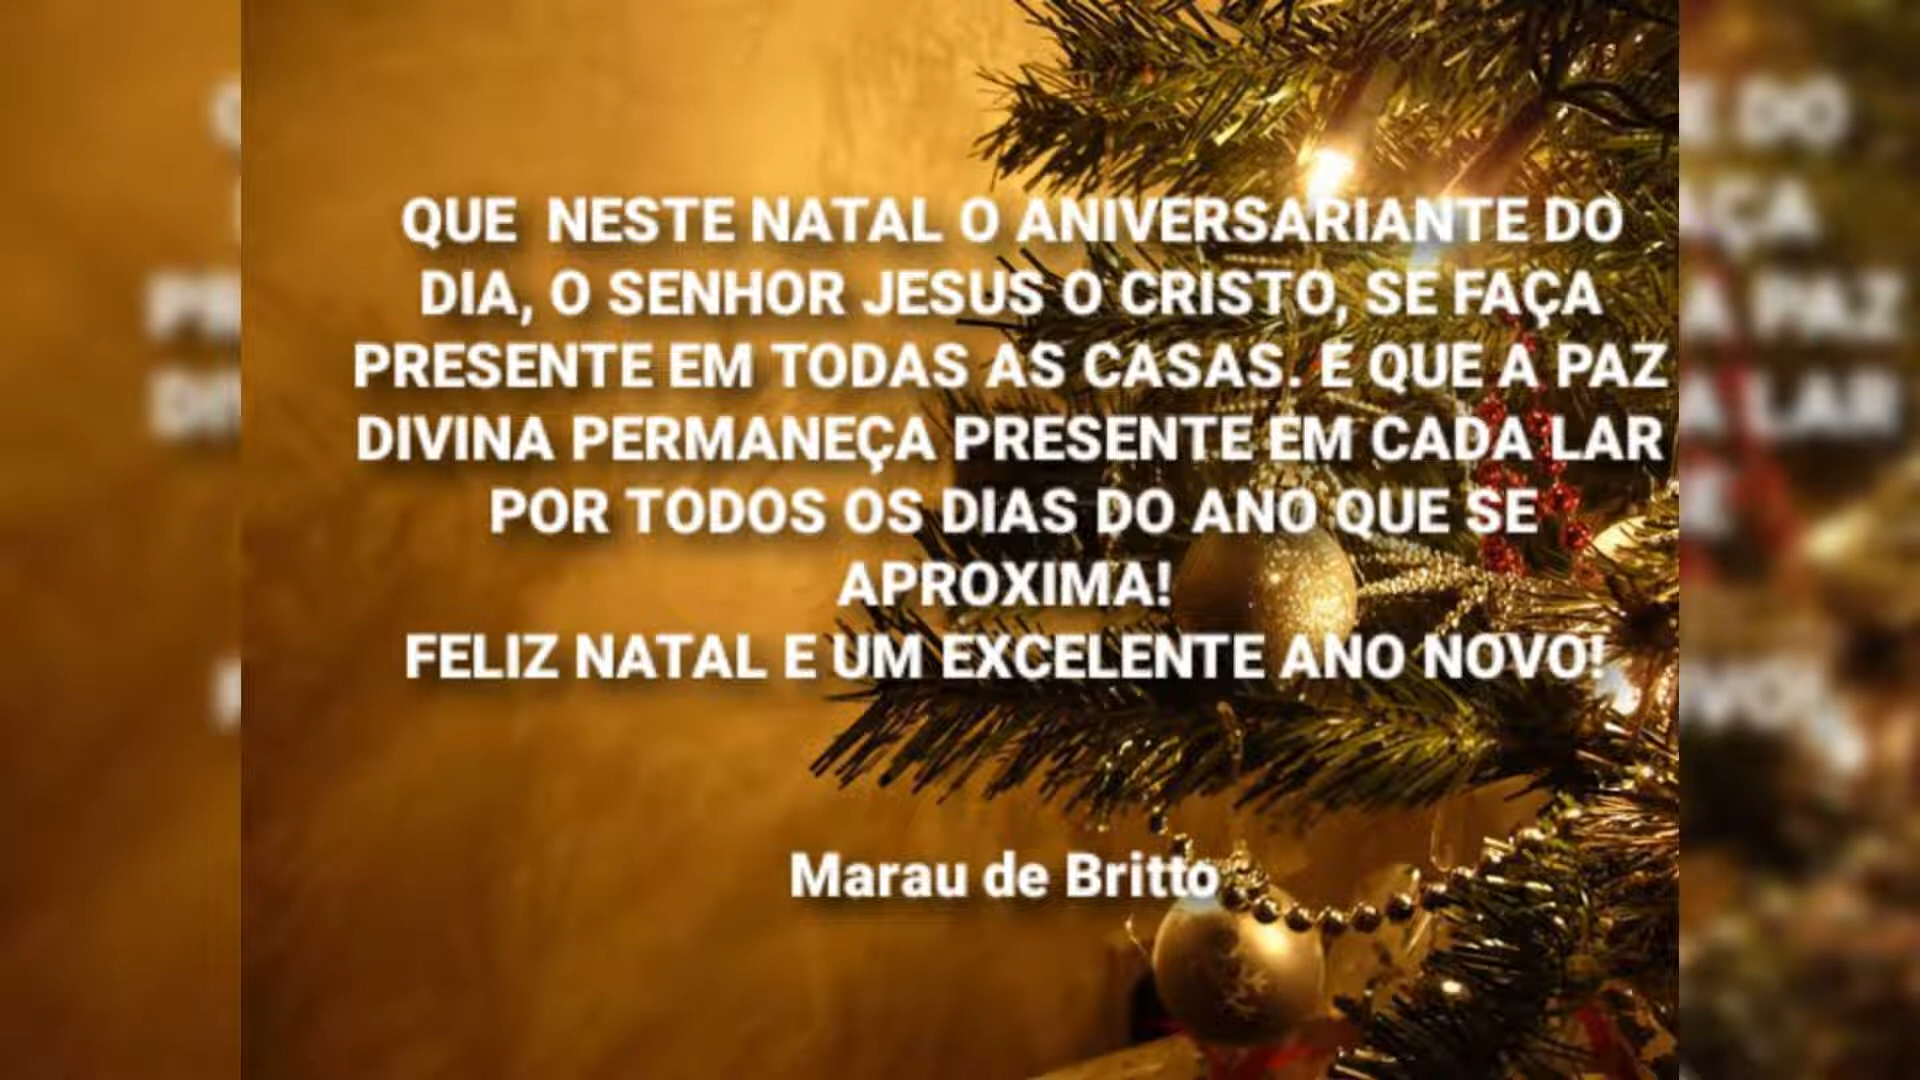 QUE NESTE NATAL O ANIVERSARIANTE DO
DIA, O SENHOR JESUS O CRISTO, SE FAÇA
PRESENTE EM TODAS AS CASAS. E QUE A PAZ
DIVINA PERMANEÇA PRESENTE EM CADA LAR
POR TODOS OS DIAS DO ANO QUE SE
APROXIMA!
FELIZ NATAL E UM EXCELENTE ANO NOVO!
Marau de Britto